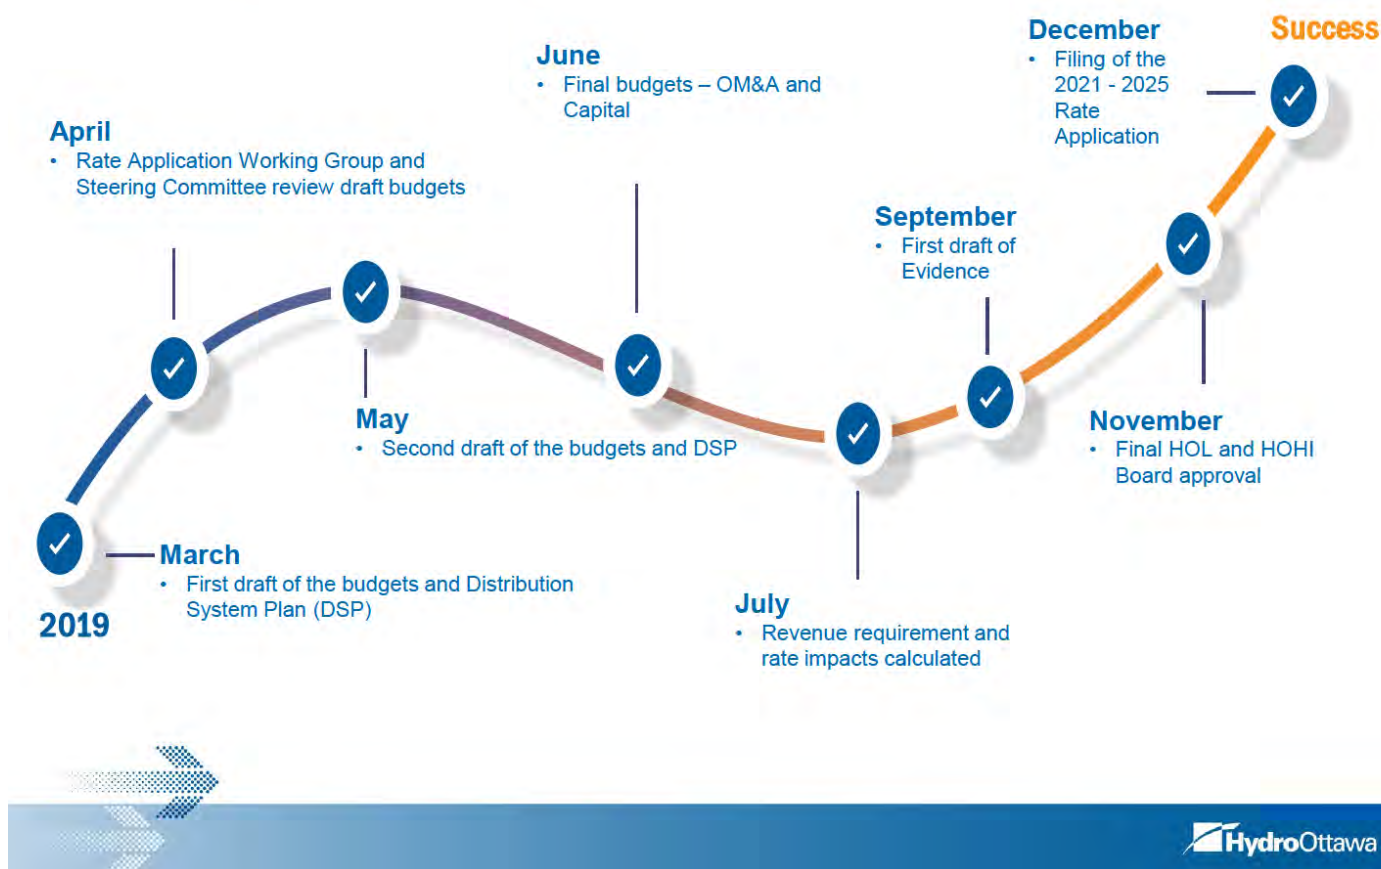 December
• Filing of the
2021 - 2025
Rate
Application
Success
June
• Final budgets – OM&A and
Capital
April
• Rate Application Working Group and
Steering Committee review draft budgets
September
• First draft of
Evidence
May
• Second draft of the budgets and DSP
November
• Final HOL and HOHI
Board approval
March
• First draft of the budgets and Distribution
System Plan (DSP)
2019
July
• Revenue requirement and
rate impacts calculated
HydroOttawa